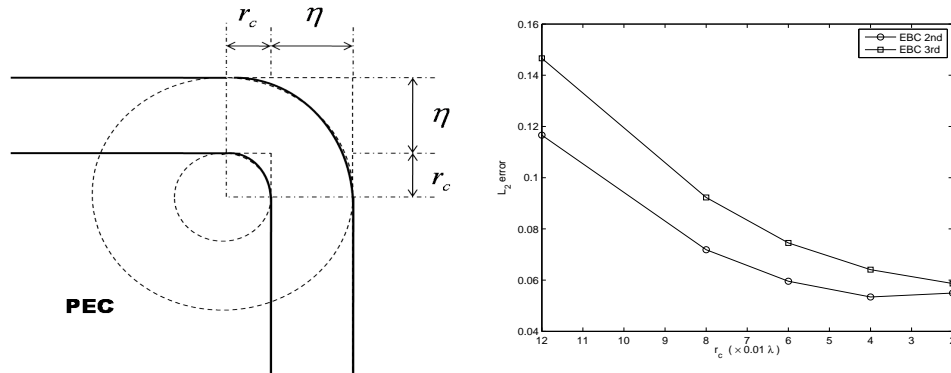 r_c
η
η
r_c
PEC
EBC 2nd
EBC 3rd
0.16
0.14
0.12
0.1
0.08
0.06
0.04
L_2 error
12 11 10 9 8 7 6 5 4 3 2
r_c (×0.01 λ)